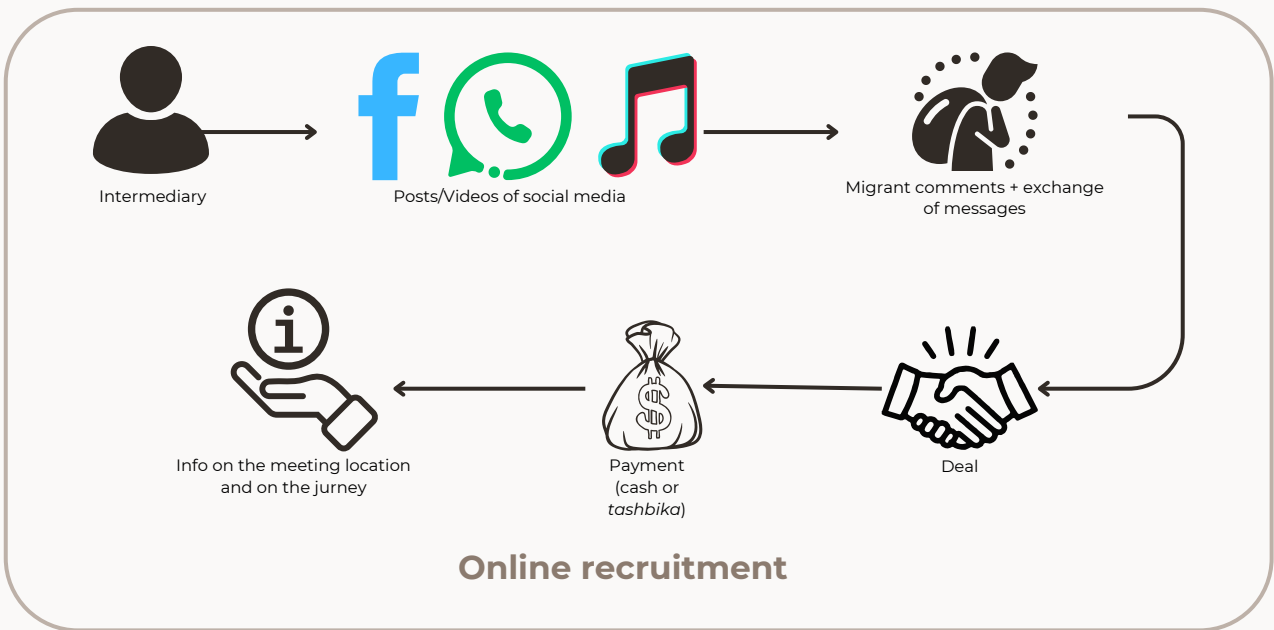 Intermediary
Posts/Videos of social media
Migrant comments + exchange
of messages
Info on the meeting location
and on the jurney
Payment
(cash or
tashbika)
Deal
Online recruitment